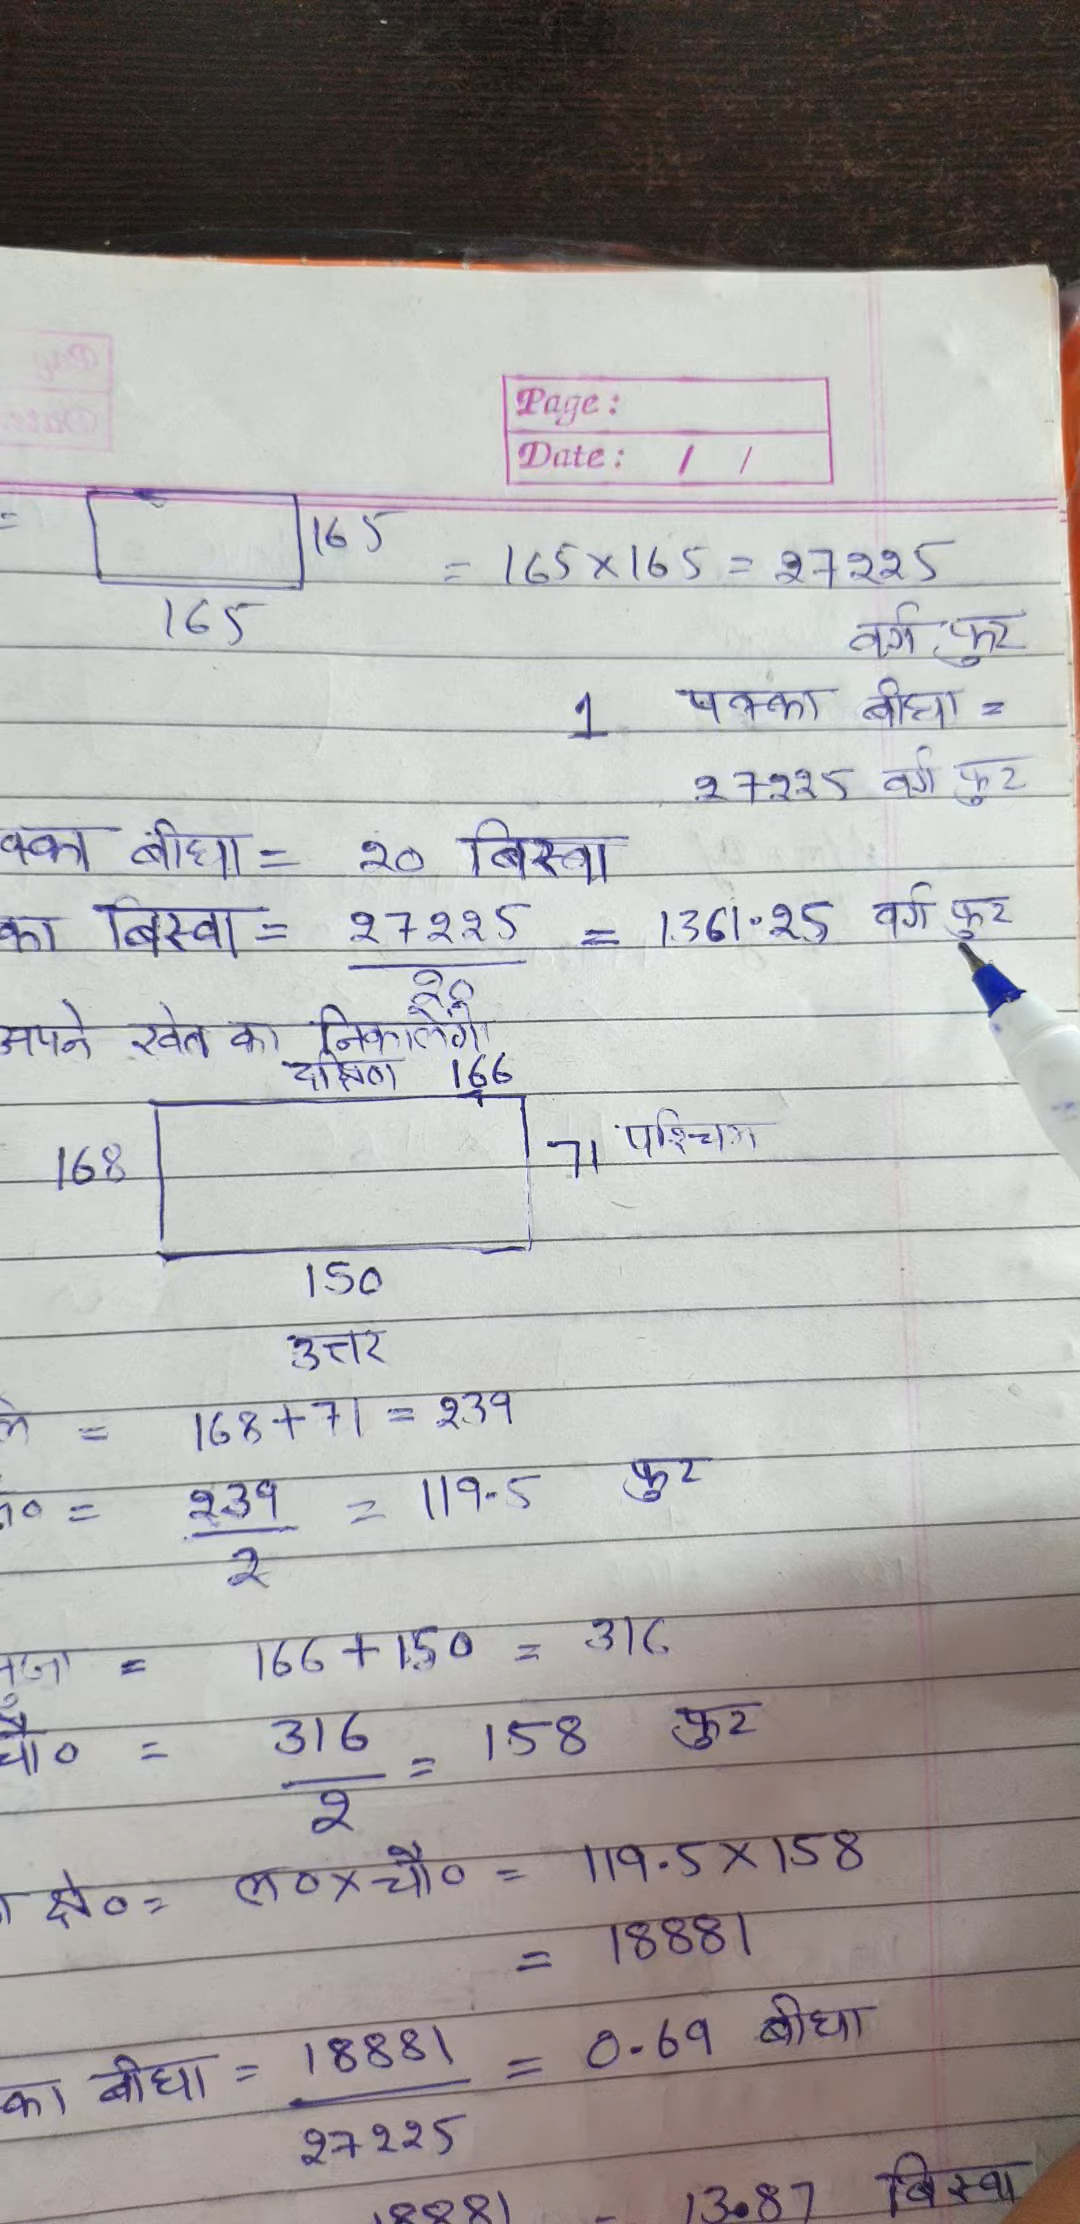 Page :
Date : / /
= 165 = 165×165 = 27225
165
वर्ग फुट
1 पक्का बीघा =
27225 वर्ग फुट
क्का बीघा = 20 बिस्वा
का बिस्वा = 27225 = 1361.25 वर्ग फुट
20
अपने खेत का निकालेंगे
दक्षिण 166
168 71 पश्चिम
150
उत्तर
= 168+71 = 239
ल० = 239 = 119.5 फुट
2
भुजा = 166+150 = 316
चौ० = 316 = 158 फुट
2
क्षे० = ल०×चौ० = 119.5×158
= 18881
का बीघा = 18881 = 0.69 बीघा
27225
18881 = 13.87 बिस्वा